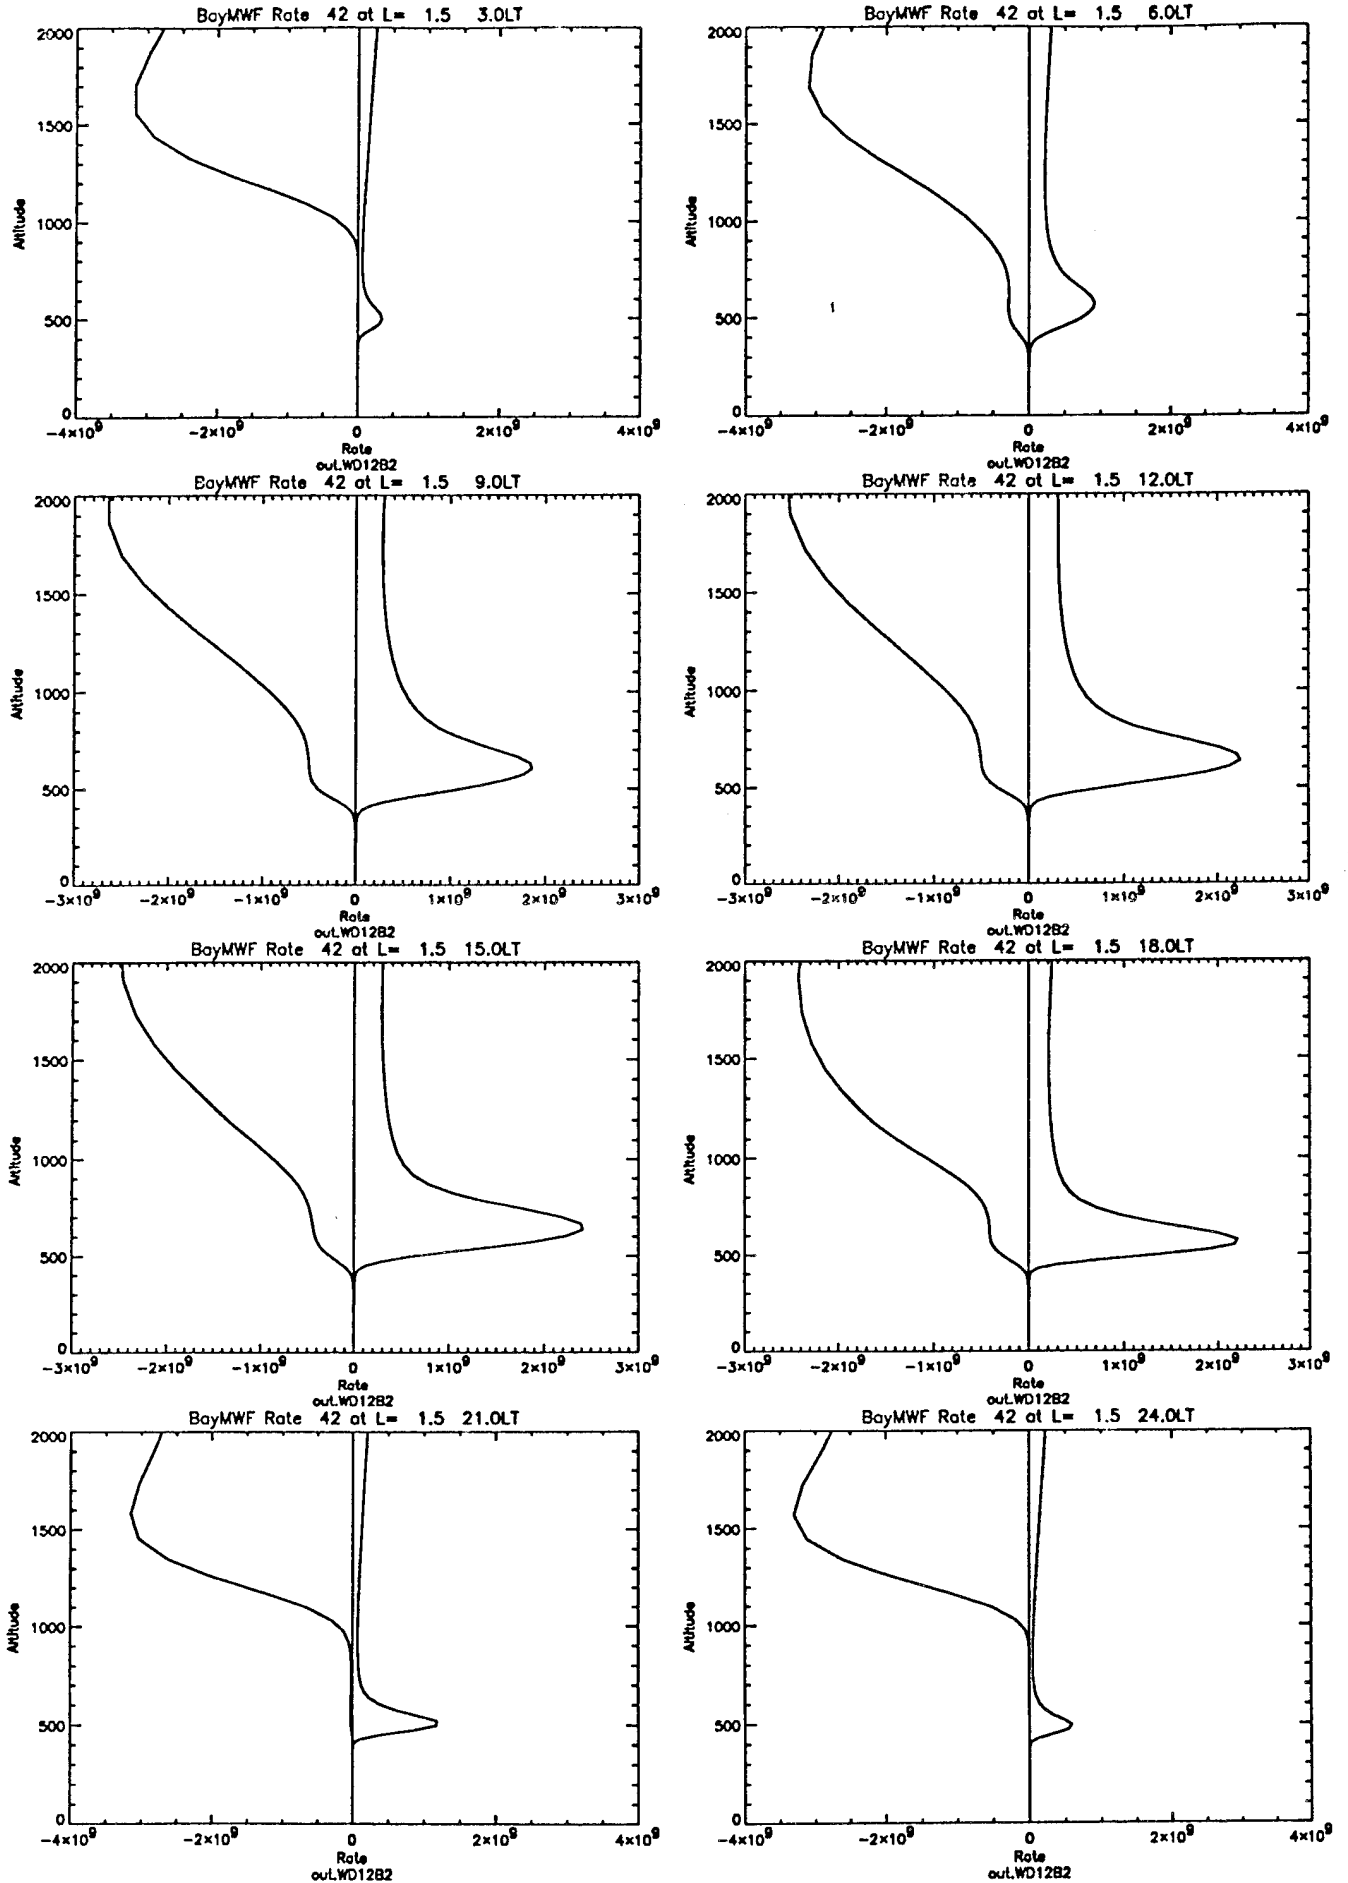 BayMWF Rate 42 at L= 1.5 3.0LT
2000
1500
1000
500
0
Altitude
−4×10⁹ −2×10⁹ 0 2×10⁹ 4×10⁹
Rate
out.WD12B2
BayMWF Rate 42 at L= 1.5 6.0LT
2000
1500
1000
500
0
Altitude
−4×10⁹ −2×10⁹ 0 2×10⁹ 4×10⁹
Rate
out.WD12B2
BayMWF Rate 42 at L= 1.5 9.0LT
2000
1500
1000
500
0
Altitude
−3×10⁹ −2×10⁹ −1×10⁹ 0 1×10⁹ 2×10⁹ 3×10⁹
Rate
out.WD12B2
BayMWF Rate 42 at L= 1.5 12.0LT
2000
1500
1000
500
0
Altitude
−3×10⁹ −2×10⁹ −1×10⁹ 0 1×10⁹ 2×10⁹ 3×10⁹
Rate
out.WD12B2
BayMWF Rate 42 at L= 1.5 15.0LT
2000
1500
1000
500
0
Altitude
−3×10⁹ −2×10⁹ −1×10⁹ 0 1×10⁹ 2×10⁹ 3×10⁹
Rate
out.WD12B2
BayMWF Rate 42 at L= 1.5 18.0LT
2000
1500
1000
500
0
Altitude
−3×10⁹ −2×10⁹ −1×10⁹ 0 1×10⁹ 2×10⁹ 3×10⁹
Rate
out.WD12B2
BayMWF Rate 42 at L= 1.5 21.0LT
2000
1500
1000
500
0
Altitude
−4×10⁹ −2×10⁹ 0 2×10⁹ 4×10⁹
Rate
out.WD12B2
BayMWF Rate 42 at L= 1.5 24.0LT
2000
1500
1000
500
0
Altitude
−4×10⁹ −2×10⁹ 0 2×10⁹ 4×10⁹
Rate
out.WD12B2